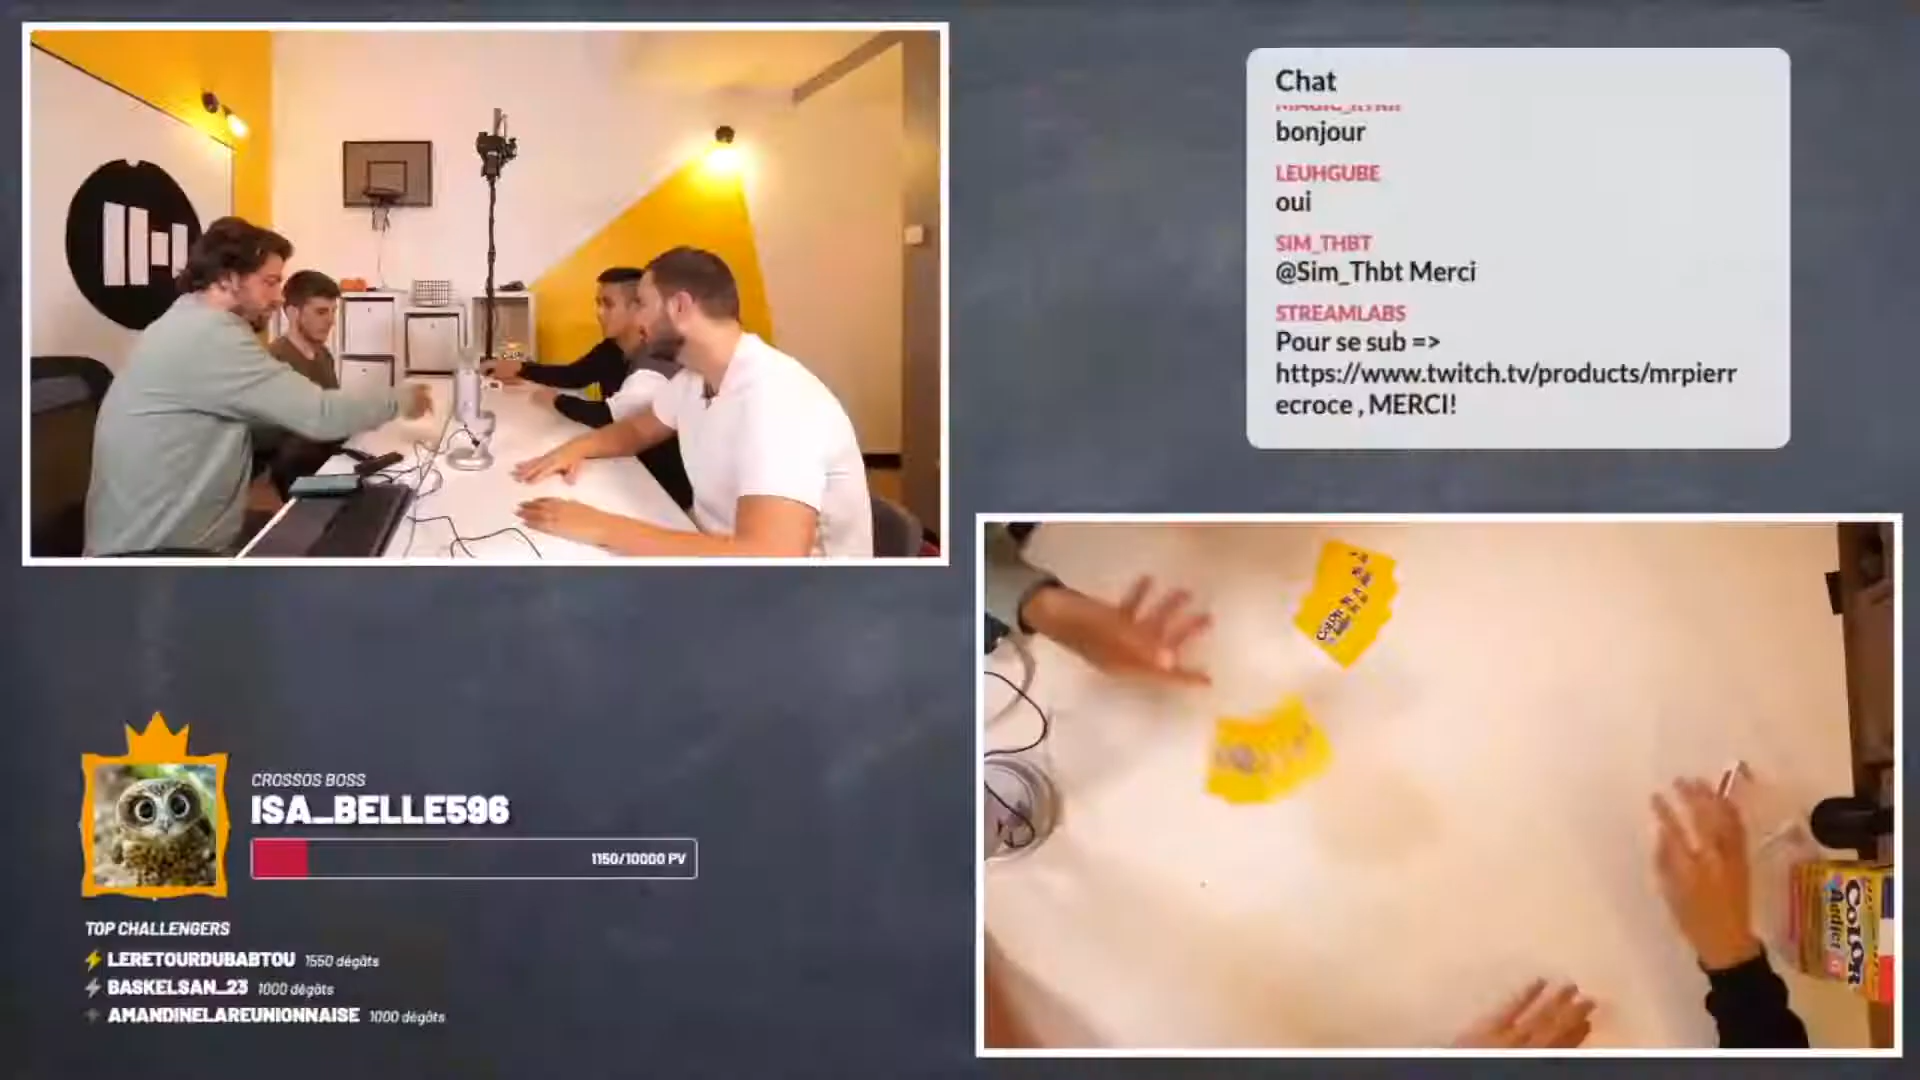 Chat
bonjour
LEUHGUBE
oui
SIM_THBT
@Sim_Thbt Merci
STREAMLABS
Pour se sub =>
https://www.twitch.tv/products/mrpierr
ecroce , MERCI!
CROSSOS BOSS
ISA_BELLE596
1150/10000 PV
TOP CHALLENGERS
LERETOURDUBABTOU 1550 dégâts
BASKELSAN_23 1000 dégâts
AMANDINELAREUNIONNAISE 1000 dégâts
COLOR
Addict